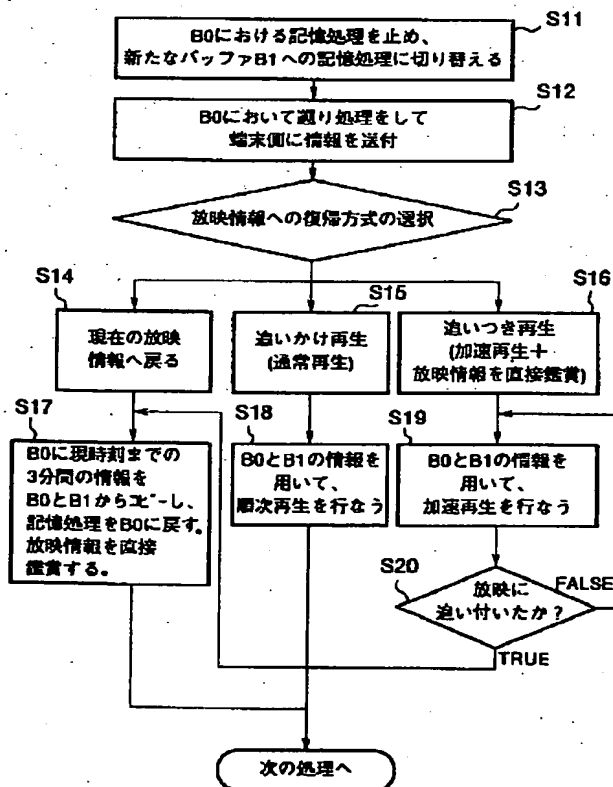 S11
B0における記憶処理を止め、
新たなバッファB1への記憶処理に切り替える
S12
B0において遡り処理をして
端末側に情報を送付
S13
放映情報への復帰方式の選択
S14
現在の放映
情報へ戻る
S15
追いかけ再生
(通常再生)
S16
追いつき再生
(加速再生+
放映情報を直接鑑賞)
S17
B0に現時刻までの
3分間の情報を
B0とB1からコピーし、
記憶処理をB0に戻す。
放映情報を直接
鑑賞する。
S18
B0とB1の情報を
用いて、
順次再生を行なう
S19
B0とB1の情報を
用いて、
加速再生を行なう
S20
放映に
追い付いたか?
FALSE
TRUE
次の処理へ